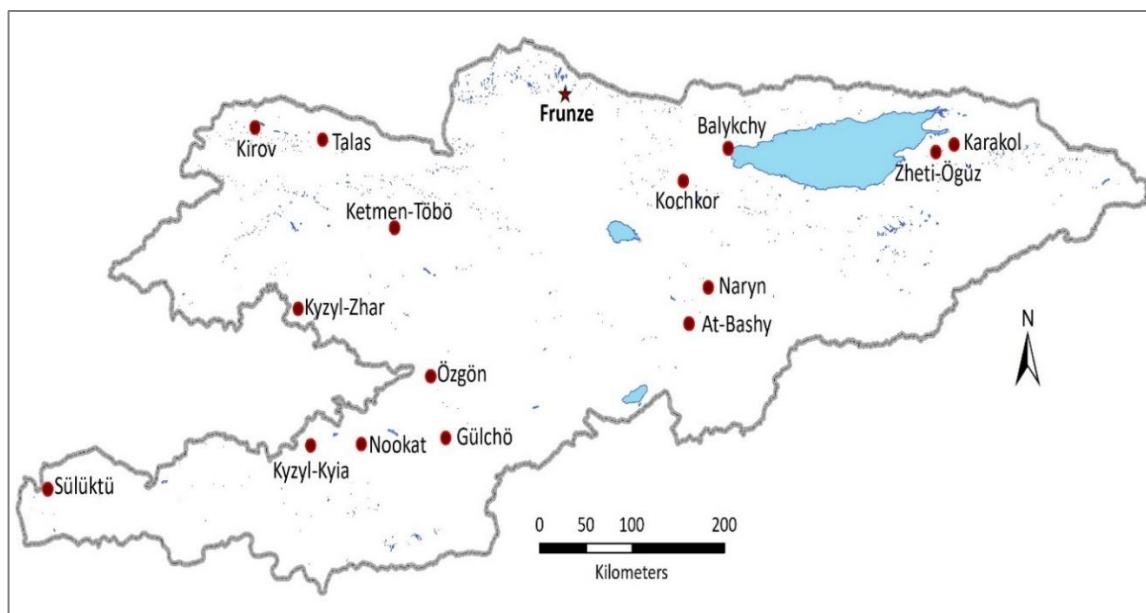 Frunze
Kirov
Talas
Balykchy
Karakol
Zheti-Ögüz
Kochkor
Ketmen-Töbö
Naryn
Kyzyl-Zhar
At-Bashy
N
Özgön
Gülchö
Nookat
Kyzyl-Kyia
Sülüktü
0 50 100 200
Kilometers